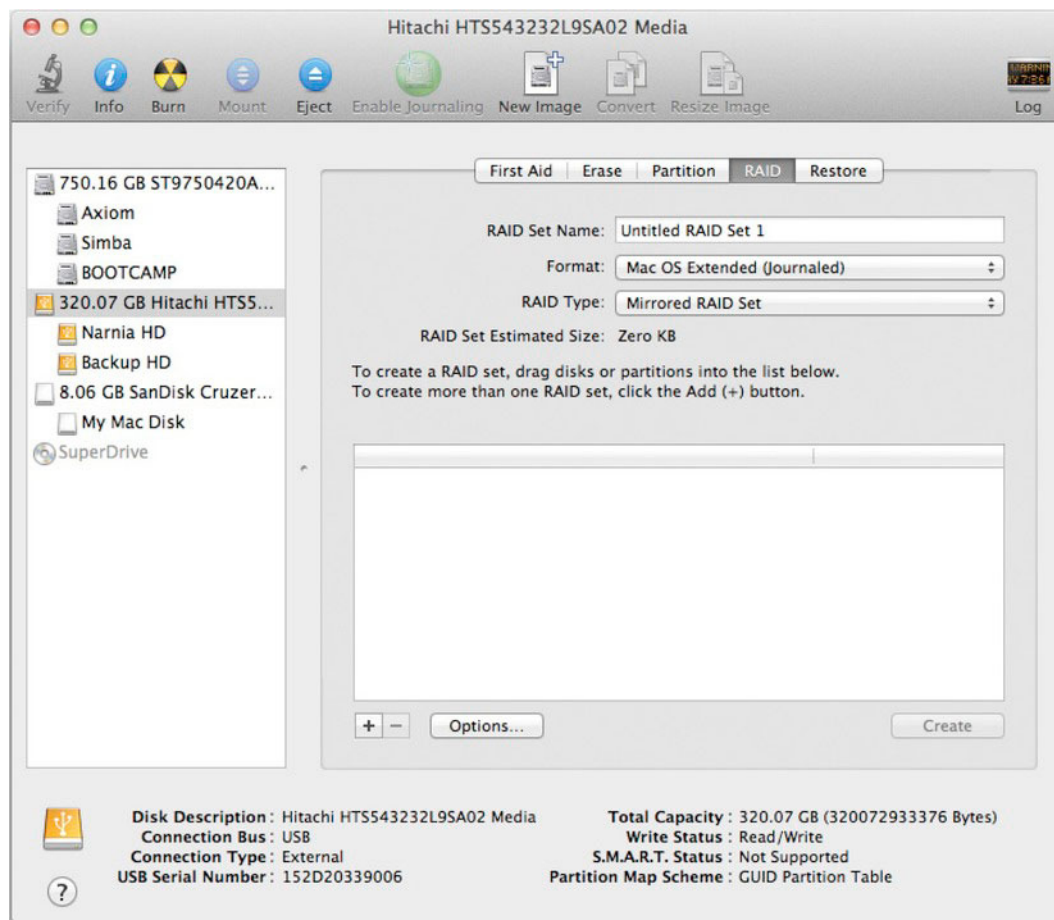 Hitachi HTS543232L9SA02 Media
Verify Info Burn Mount Eject Enable Journaling New Image Convert Resize Image Log
First Aid Erase Partition RAID Restore
750.16 GB ST9750420A...
Axiom
Simba
BOOTCAMP
320.07 GB Hitachi HTS5...
Narnia HD
Backup HD
8.06 GB SanDisk Cruzer...
My Mac Disk
SuperDrive
RAID Set Name: Untitled RAID Set 1
Format: Mac OS Extended (Journaled)
RAID Type: Mirrored RAID Set
RAID Set Estimated Size: Zero KB
To create a RAID set, drag disks or partitions into the list below.
To create more than one RAID set, click the Add (+) button.
+ − Options... Create
Disk Description : Hitachi HTS543232L9SA02 Media
Connection Bus : USB
Connection Type : External
USB Serial Number : 152D20339006
Total Capacity : 320.07 GB (320072933376 Bytes)
Write Status : Read/Write
S.M.A.R.T. Status : Not Supported
Partition Map Scheme : GUID Partition Table
?